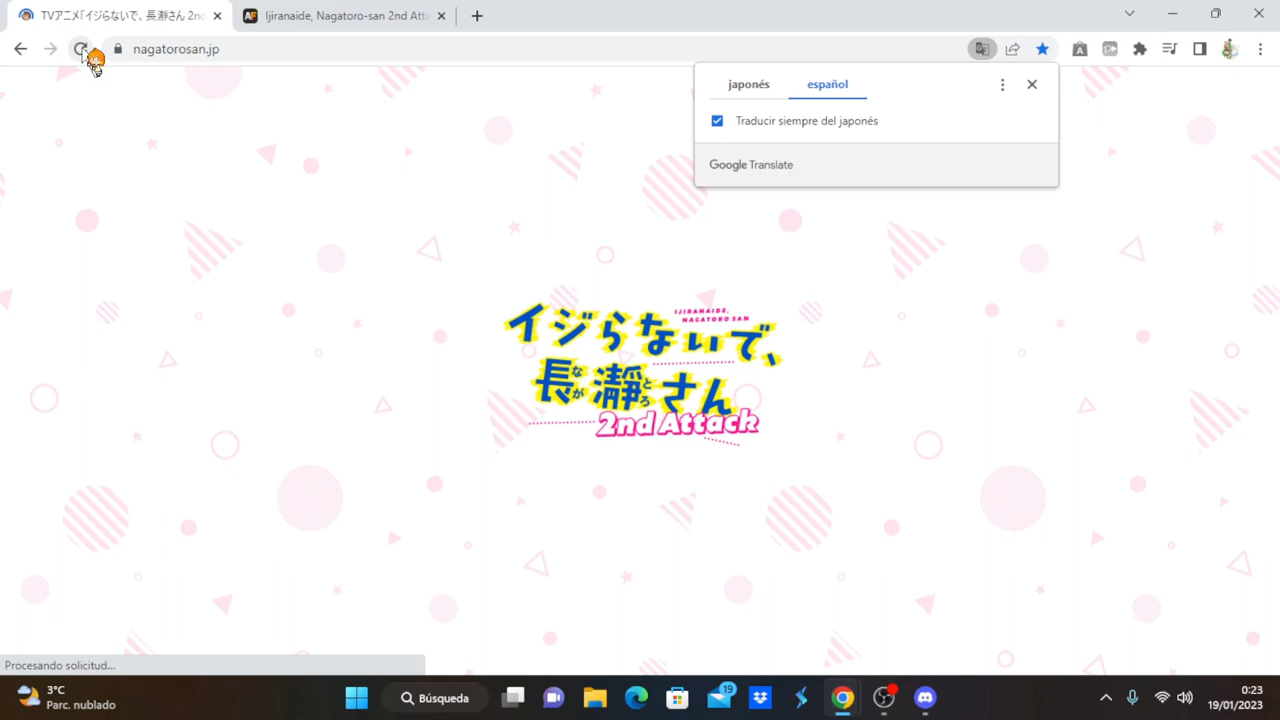 TVアニメ「イジらないで、長瀞さん 2nd
Ijiranaide, Nagatoro-san 2nd Atta
nagatorosan.jp
japonés
español
Traducir siempre del japonés
Google Translate
IJIRANAIDE,
NAGATORO SAN
イジらないで、
長瀞さん
なが とろ
2nd Attack
Procesando solicitud...
3°C
Parc. nublado
Búsqueda
19
0:23
19/01/2023